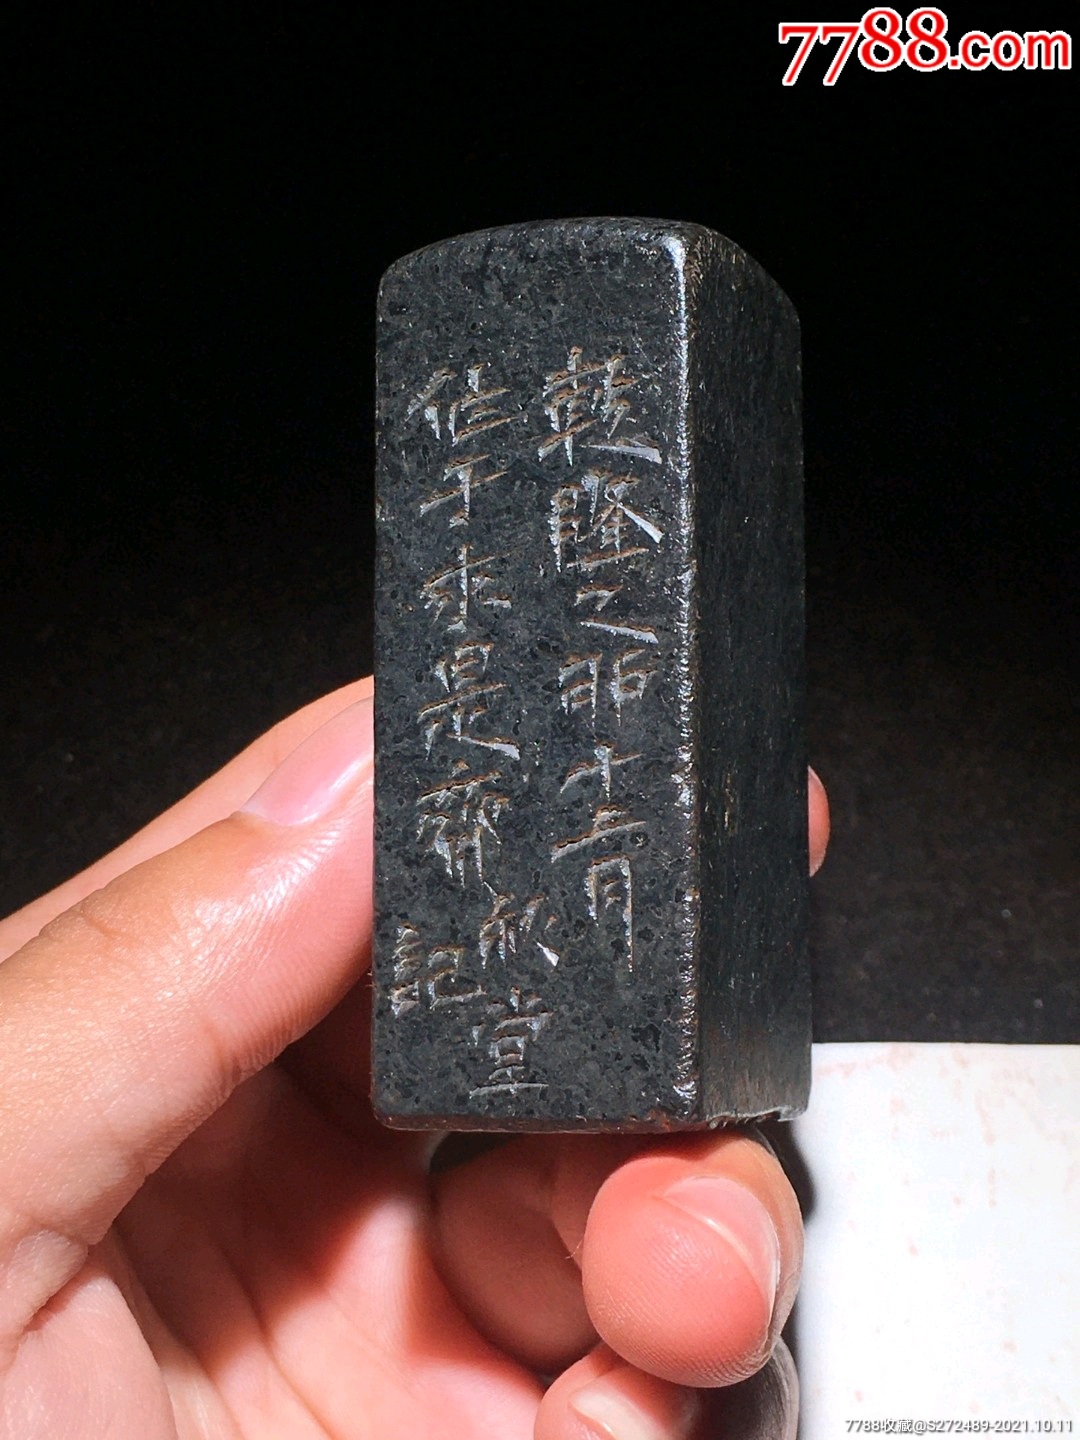 7788.com
乾隆乙卯十二月
作于求是齋秋堂
記
7788收藏@S272489-2021.10.11